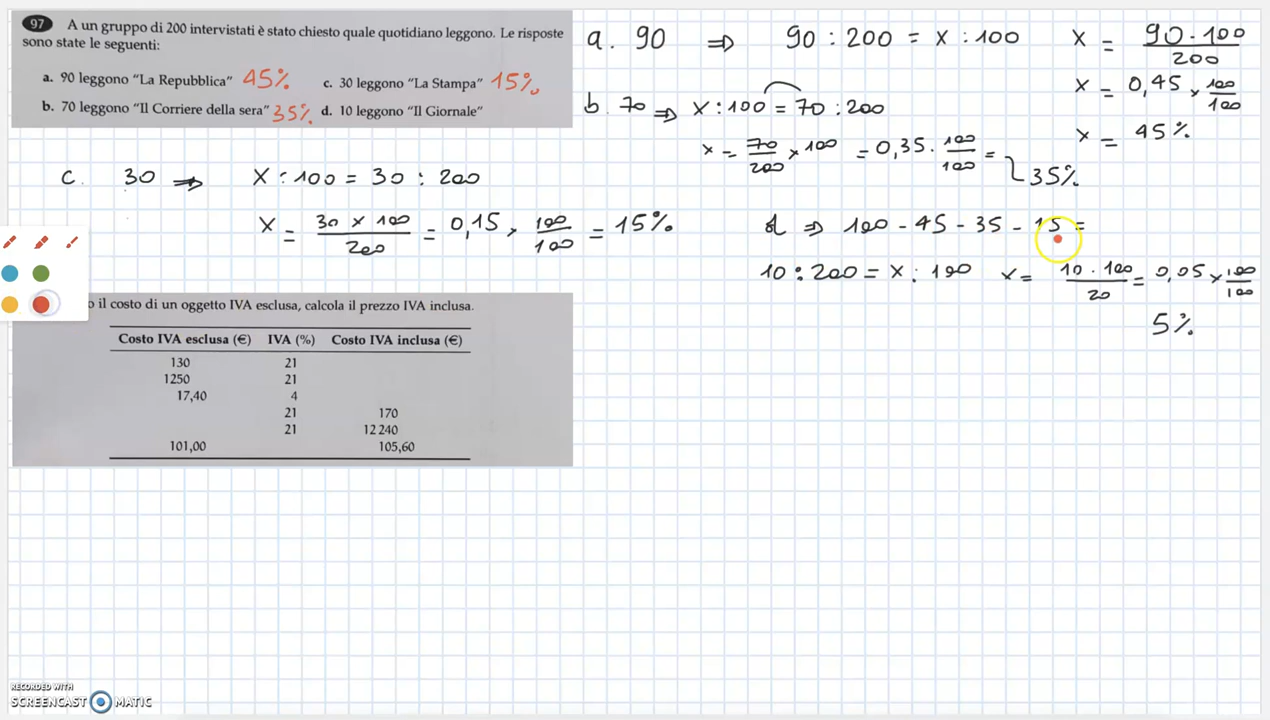 97 A un gruppo di 200 intervistati è stato chiesto quale quotidiano leggono. Le risposte
sono state le seguenti:
a. 90 leggono "La Repubblica" 45% c. 30 leggono "La Stampa" 15%
b. 70 leggono "Il Corriere della sera" 35% d. 10 leggono "Il Giornale"
a. 90 ⇒ 90 : 200 = x : 100
x = 90 · 100 / 200
x = 0,45 × 100/100
x = 45%
b. 70 ⇒ x : 100 = 70 : 200
x = 70/200 × 100 = 0,35 · 100/100 =
35%
c. 30 ⇒ x : 100 = 30 : 200
x = 30 × 100 / 200 = 0,15 × 100/100 = 15%
d ⇒ 100 - 45 - 35 - 15 =
10 : 200 = x : 100 x = 10 · 100 / 20 = 0,05 × 100/100
5%
o il costo di un oggetto IVA esclusa, calcola il prezzo IVA inclusa.
Costo IVA esclusa (€) IVA (%) Costo IVA inclusa (€)
130 21
1250 21
17,40 4
21 170
21 12 240
101,00 105,60
RECORDED WITH
SCREENCAST MATIC